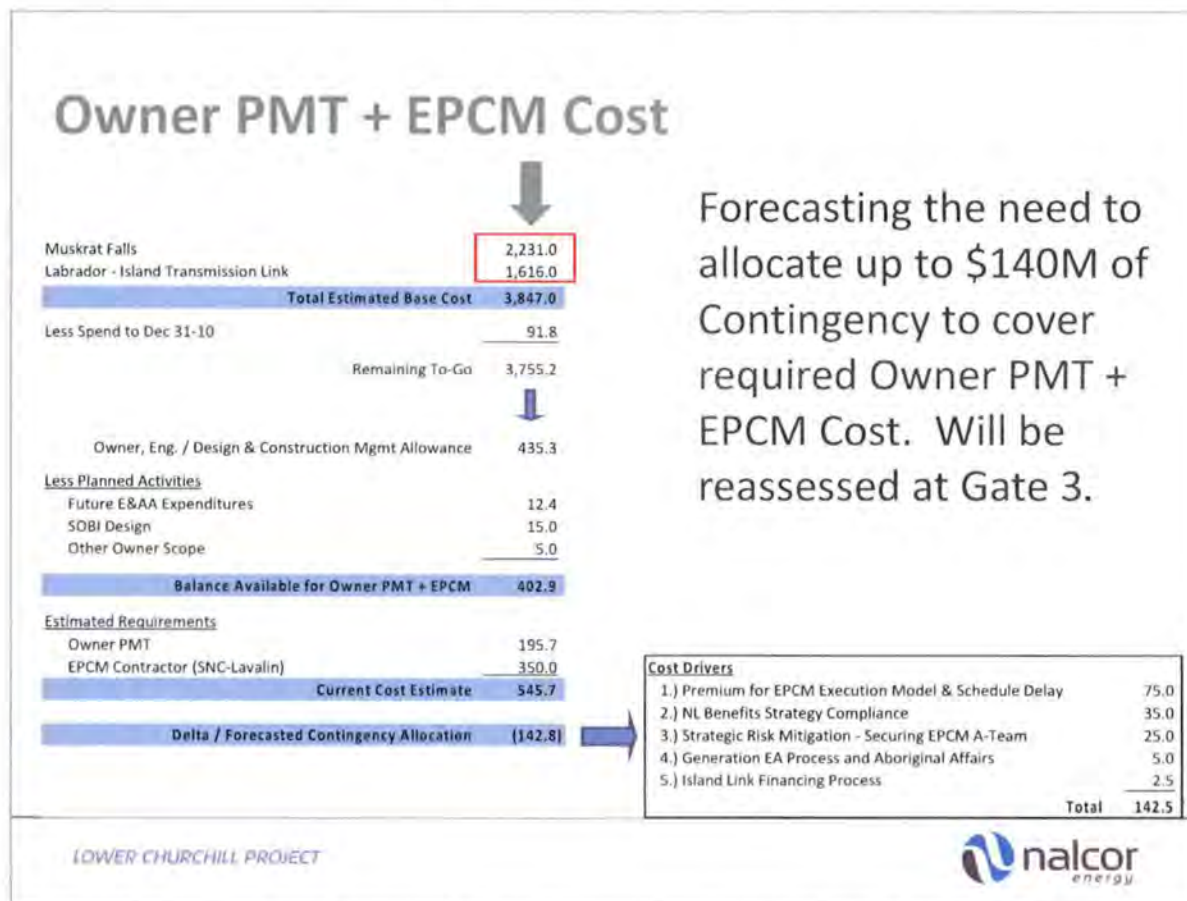 Owner PMT + EPCM Cost
Muskrat Falls 2,231.0
Labrador - Island Transmission Link 1,616.0
Total Estimated Base Cost 3,847.0
Less Spend to Dec 31-10 91.8
Remaining To-Go 3,755.2
Owner, Eng. / Design & Construction Mgmt Allowance 435.3
Less Planned Activities
Future E&AA Expenditures 12.4
SOBI Design 15.0
Other Owner Scope 5.0
Balance Available for Owner PMT + EPCM 402.9
Estimated Requirements
Owner PMT 195.7
EPCM Contractor (SNC-Lavalin) 350.0
Current Cost Estimate 545.7
Delta / Forecasted Contingency Allocation (142.8)
Forecasting the need to
allocate up to $140M of
Contingency to cover
required Owner PMT +
EPCM Cost. Will be
reassessed at Gate 3.
Cost Drivers
1.) Premium for EPCM Execution Model & Schedule Delay 75.0
2.) NL Benefits Strategy Compliance 35.0
3.) Strategic Risk Mitigation - Securing EPCM A-Team 25.0
4.) Generation EA Process and Aboriginal Affairs 5.0
5.) Island Link Financing Process 2.5
Total 142.5
LOWER CHURCHILL PROJECT
nalcor
energy